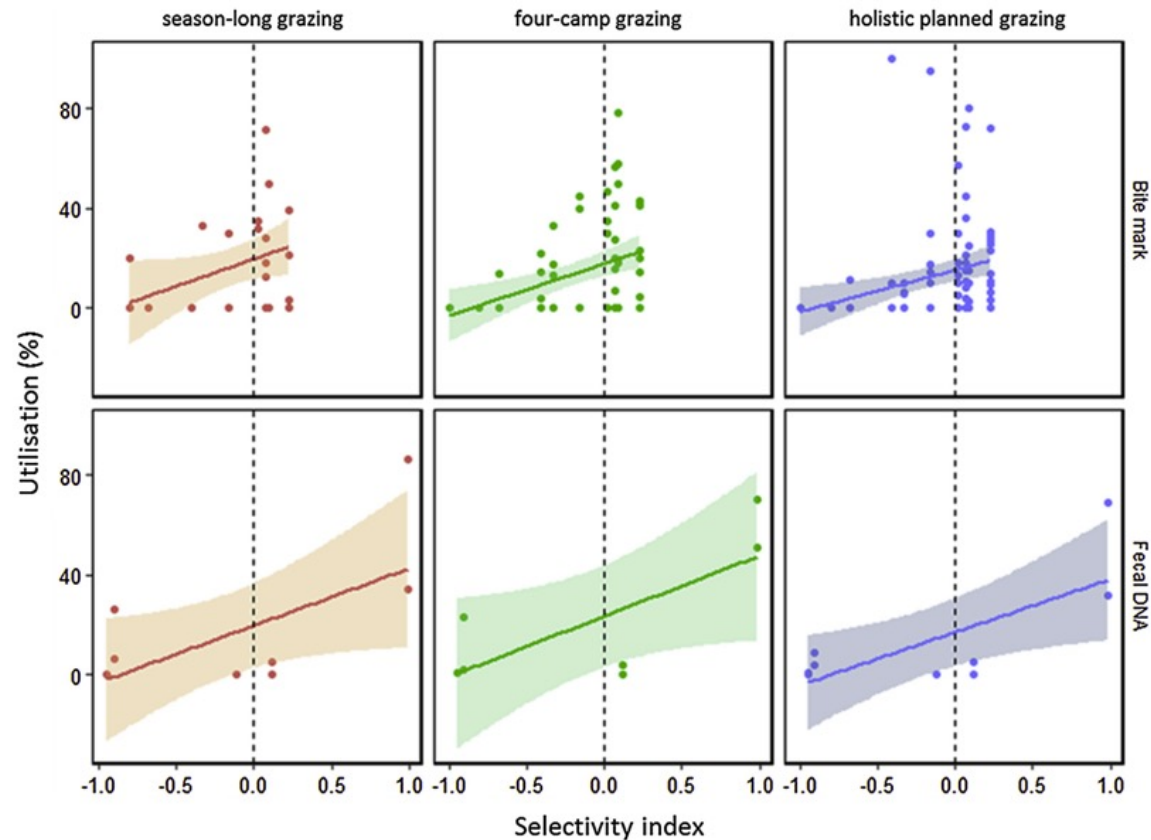 season-long grazing four-camp grazing holistic planned grazing
80
40
0
Bite mark
Utilisation (%)
80
40
0
Fecal DNA
-1.0 -0.5 0.0 0.5 1.0 -1.0 -0.5 0.0 0.5 1.0 -1.0 -0.5 0.0 0.5 1.0
Selectivity index